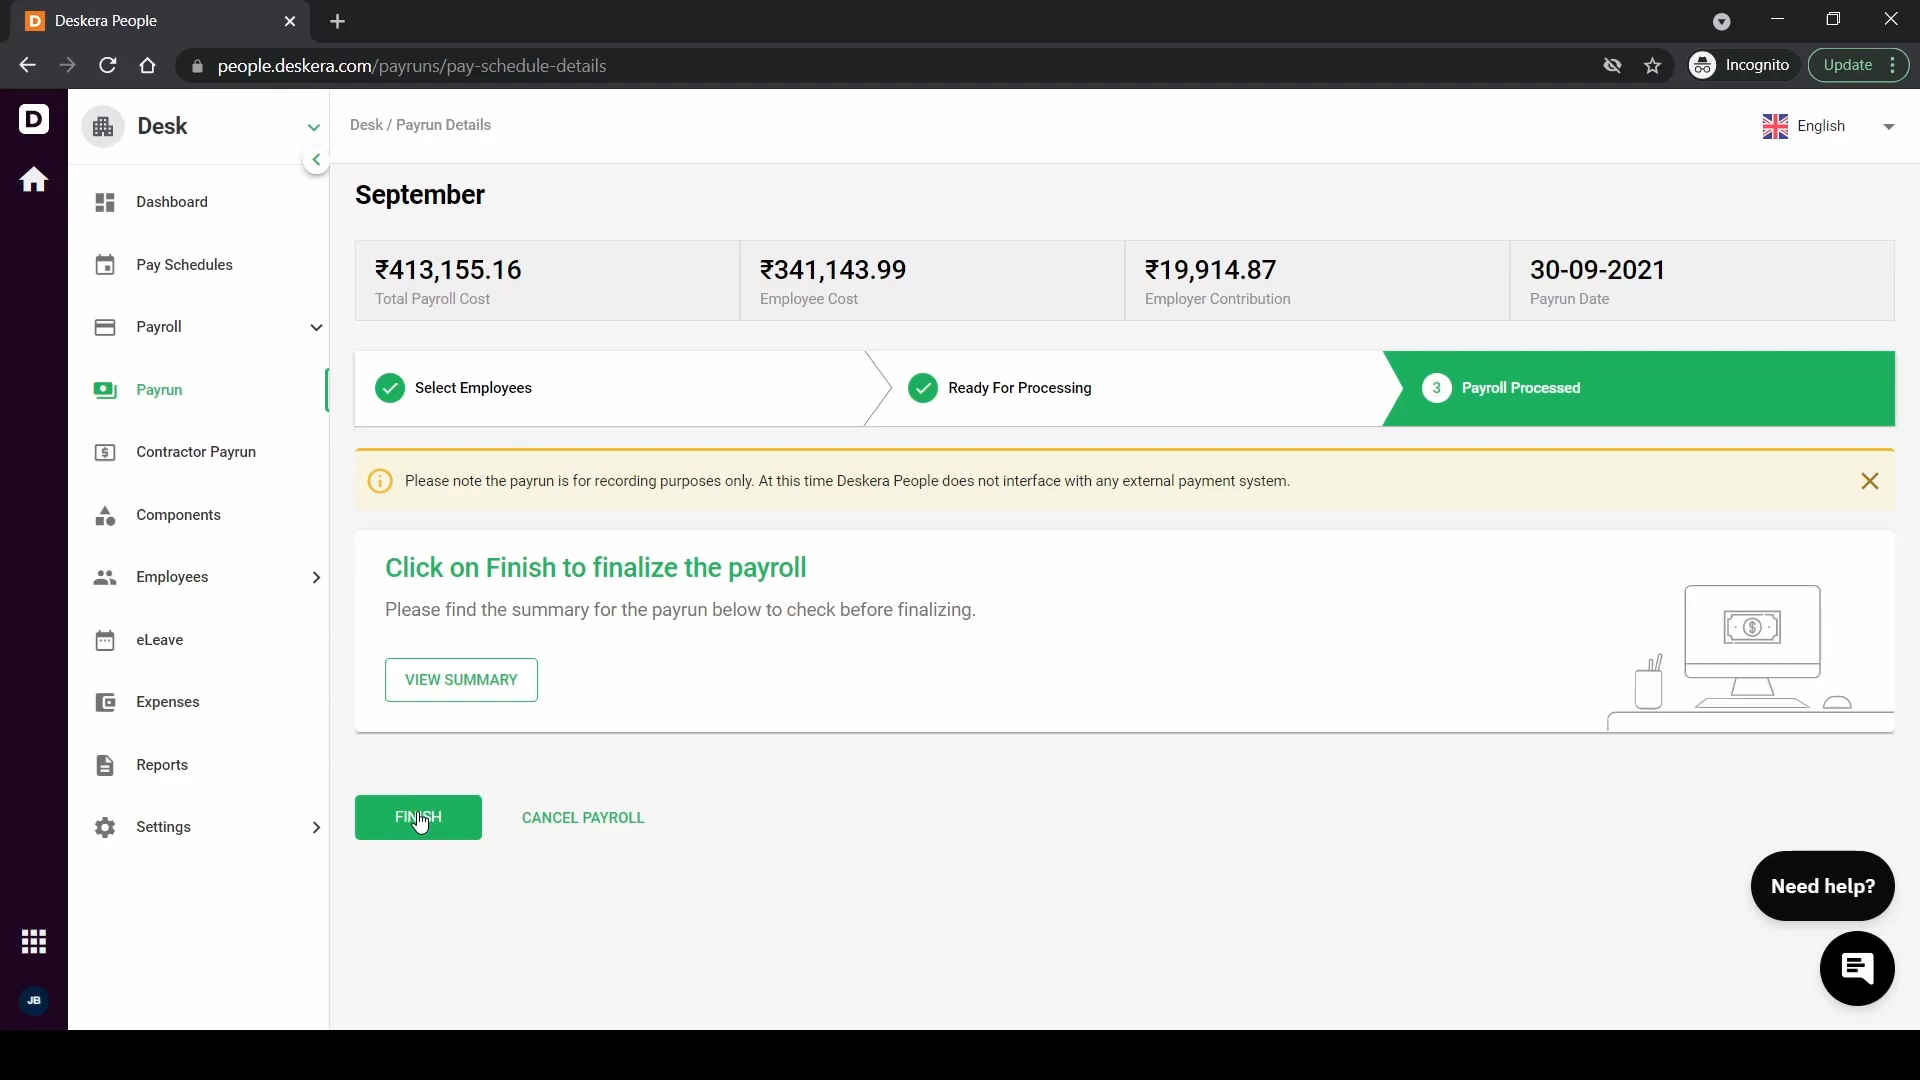 Deskera People
people.deskera.com/payruns/pay-schedule-details
Incognito
Update
D
Desk
Desk / Payrun Details
English
Dashboard
Pay Schedules
Payroll
Payrun
Contractor Payrun
Components
Employees
eLeave
Expenses
Reports
Settings
JB
September
₹413,155.16
Total Payroll Cost
₹341,143.99
Employee Cost
₹19,914.87
Employer Contribution
30-09-2021
Payrun Date
Select Employees
Ready For Processing
3 Payroll Processed
Please note the payrun is for recording purposes only. At this time Deskera People does not interface with any external payment system.
Click on Finish to finalize the payroll
Please find the summary for the payrun below to check before finalizing.
VIEW SUMMARY
FINISH
CANCEL PAYROLL
Need help?